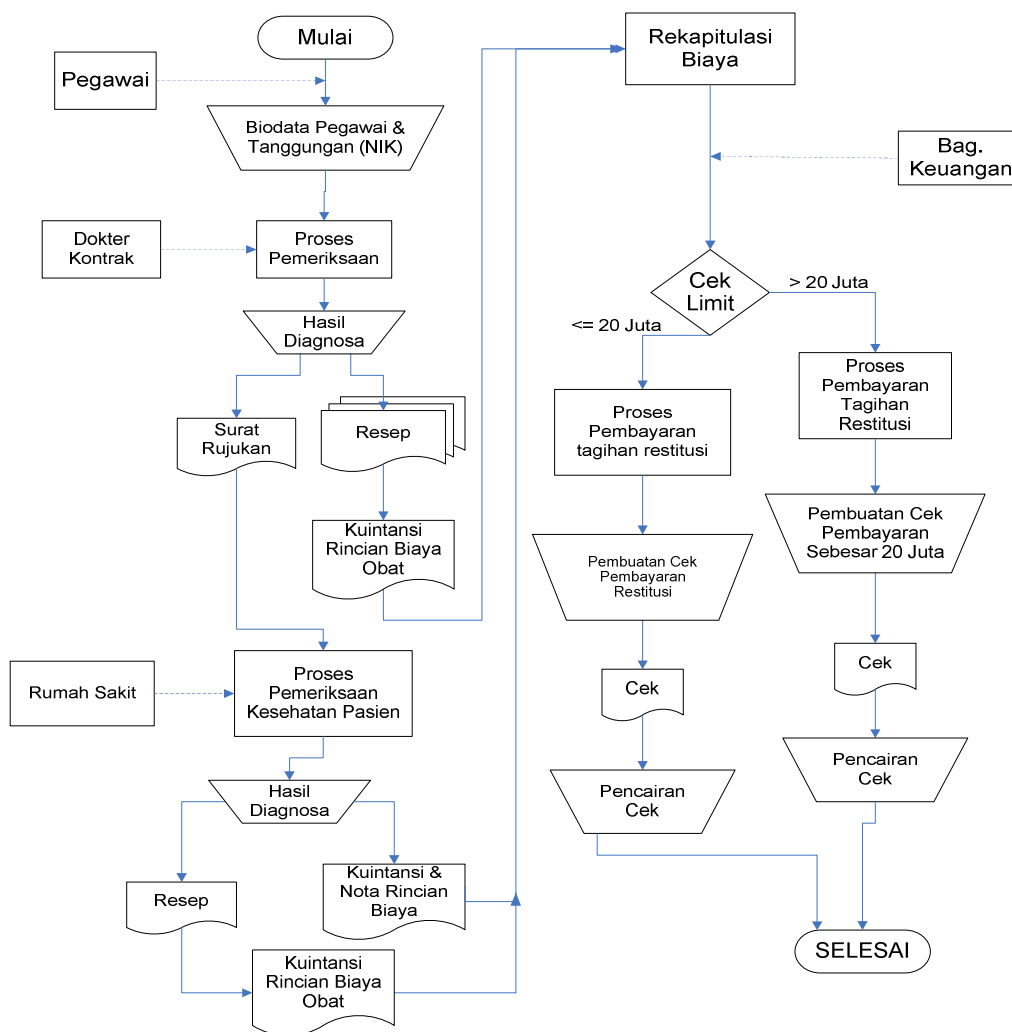 Mulai
Pegawai
Biodata Pegawai &
Tanggungan (NIK)
Dokter
Kontrak
Proses
Pemeriksaan
Hasil
Diagnosa
Surat
Rujukan
Resep
Kuintansi
Rincian Biaya
Obat
Rumah Sakit
Proses
Pemeriksaan
Kesehatan Pasien
Hasil
Diagnosa
Resep
Kuintansi &
Nota Rincian
Biaya
Kuintansi
Rincian Biaya
Obat
Rekapitulasi
Biaya
Bag.
Keuangan
Cek
Limit
> 20 Juta
<= 20 Juta
Proses
Pembayaran
tagihan restitusi
Pembuatan Cek
Pembayaran
Restitusi
Cek
Pencairan
Cek
Proses
Pembayaran
Tagihan
Restitusi
Pembuatan Cek
Pembayaran
Sebesar 20 Juta
Cek
Pencairan
Cek
SELESAI